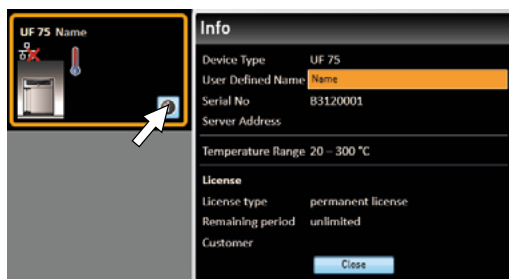 UF 75 Name
Info
Device Type UF 75
User Defined Name Name
Serial No B3120001
Server Address
Temperature Range 20 – 300 °C
License
License type permanent license
Remaining period unlimited
Customer
Close